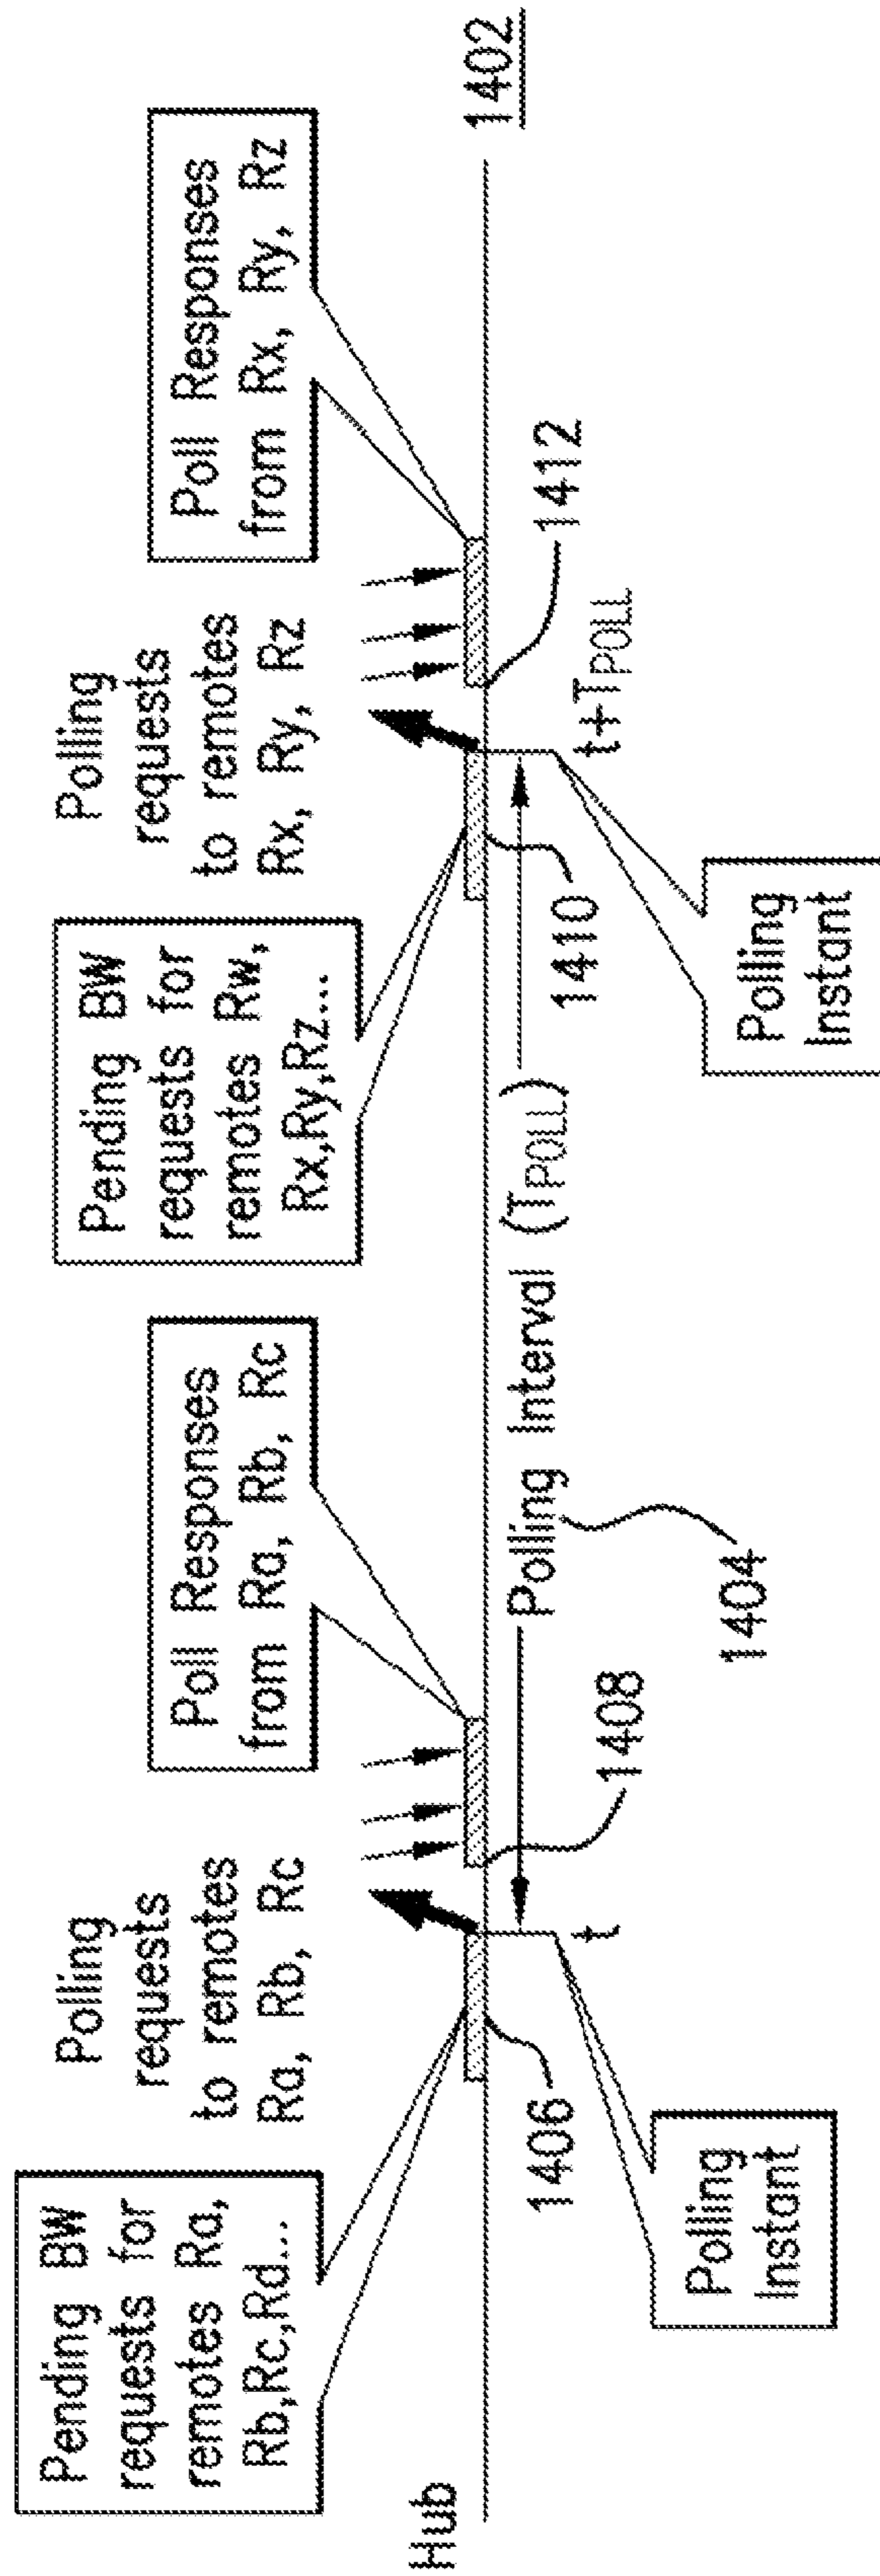 Hub
Pending BW
requests for
remotes Ra,
Rb,Rc,Rd...
Polling
requests
to remotes
Ra, Rb, Rc
Poll Responses
from Ra, Rb, Rc
Pending BW
requests for
remotes Rw,
Rx,Ry,Rz...
Polling
requests
to remotes
Rx, Ry, Rz
Poll Responses
from Rx, Ry, Rz
1402
1406
t
1408
Polling Interval (TPOLL)
1404
1410
t+TPOLL
1412
Polling
Instant
Polling
Instant